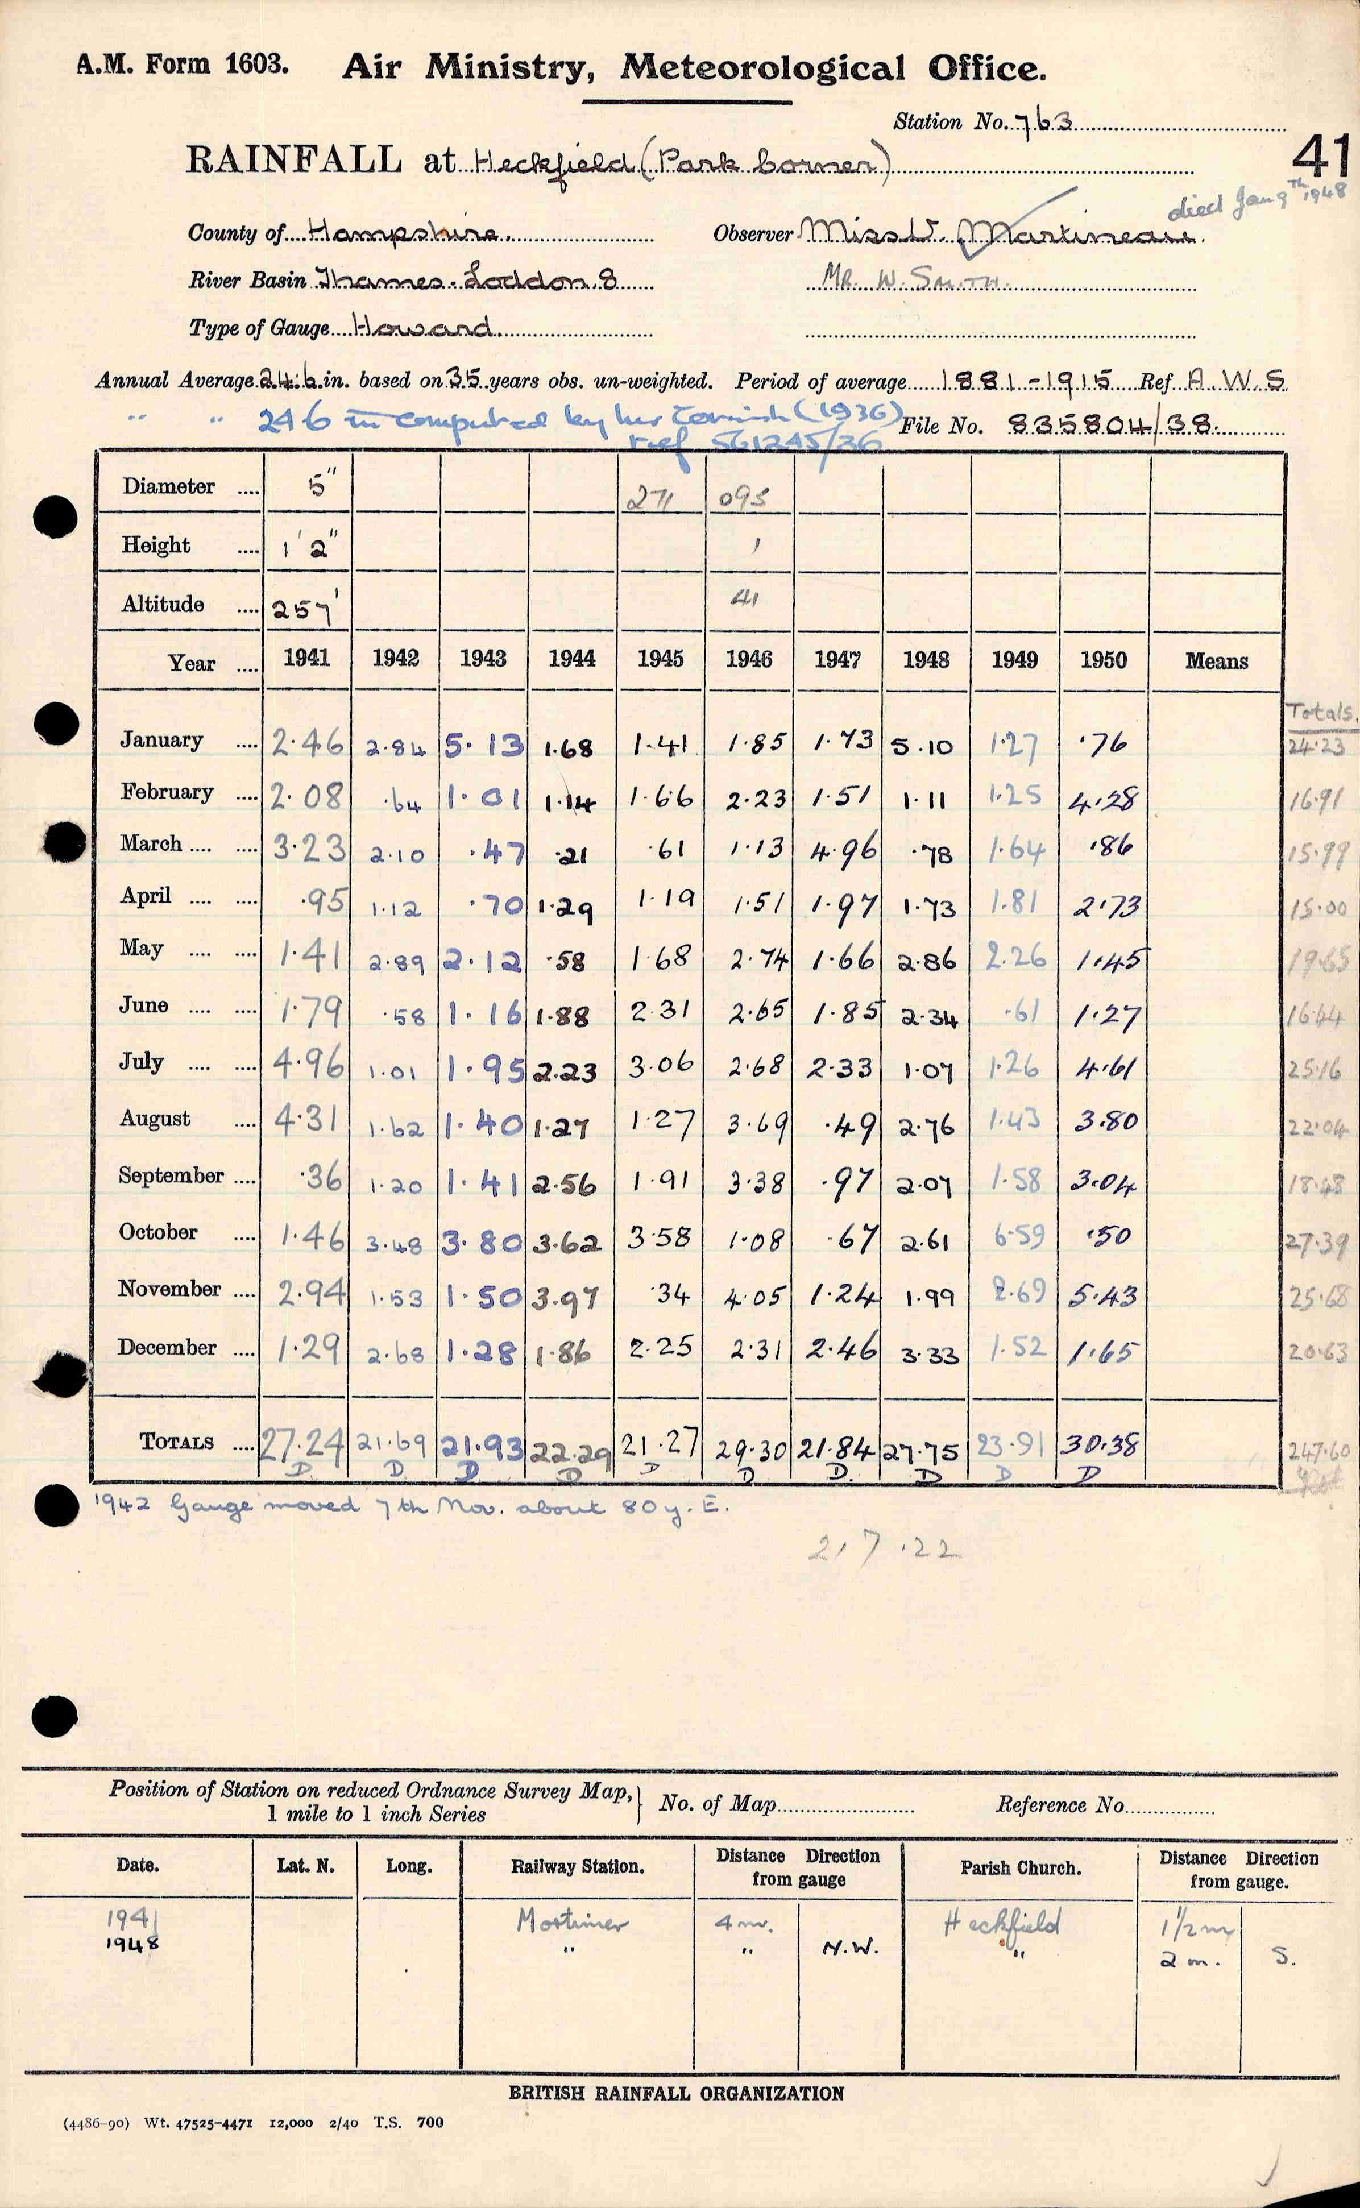 A.M. Form 1603. Air Ministry, Meteorological Office.
Station No. 763
41
RAINFALL at Heckfield (Park Corner)
died Jan 9th 1948
County of Hampshire. Observer Miss V. Martineau.
River Basin Thames. Loddon. 8 MR W. SMITH.
Type of Gauge Howard
Annual Average 24.6 in. based on 35 years obs. un-weighted. Period of average 1881-1915 Ref A.W.S
" " 24.6 in computed by (1936)
ref 561245/36
File No. 835804/38.
Diameter .... 5" 271 095
Height .... 1' 2" 1
Altitude .... 257' 41
Year .... 1941 1942 1943 1944 1945 1946 1947 1948 1949 1950 Means
Totals.
January .... 2.46 2.84 5.13 1.68 1.41 1.85 1.73 5.10 1.27 .76 24.23
February .... 2.08 .64 1.01 1.14 1.66 2.23 1.51 1.11 1.25 4.28 16.91
March .... .... 3.23 2.10 .47 .21 .61 1.13 4.96 .78 1.64 .86 15.99
April .... .... .95 1.12 .70 1.29 1.19 1.51 1.97 1.73 1.81 2.73 15.00
May .... .... 1.41 2.89 2.12 .58 1.68 2.74 1.66 2.86 2.26 1.45 19.65
June .... .... 1.79 .58 1.16 1.88 2.31 2.65 1.85 2.34 .61 1.27 16.44
July .... .... 4.96 1.01 1.95 2.23 3.06 2.68 2.33 1.07 1.26 4.61 25.16
August .... 4.31 1.62 1.40 1.27 1.27 3.69 .49 2.76 1.43 3.80 22.04
September .... .36 1.20 1.41 2.56 1.91 3.38 .97 2.07 1.58 3.04 18.48
October .... 1.46 3.48 3.80 3.62 3.58 1.08 .67 2.61 6.59 .50 27.39
November .... 2.94 1.53 1.50 3.97 .34 4.05 1.24 1.99 2.69 5.43 25.68
December .... 1.29 2.68 1.28 1.86 2.25 2.31 2.46 3.33 1.52 1.65 20.63
TOTALS .... 27.24 21.69 21.93 22.29 21.27 29.30 21.84 27.75 23.91 30.38 247.60
D D D D D D D. D D D
1942 Gauge moved 7th Nov. about 80 y. E.
2,7.22
Position of Station on reduced Ordnance Survey Map, } No. of Map Reference No.
1 mile to 1 inch Series
Date. Lat. N. Long. Railway Station. Distance Direction from gauge Parish Church. Distance Direction from gauge.
1941 Mortimer 4 m. Heckfield 1 1/2 m
1948 " " N.W. " 2 m. S.
BRITISH RAINFALL ORGANIZATION
(4486-90) Wt. 47525-4471 12,000 2/40 T.S. 700